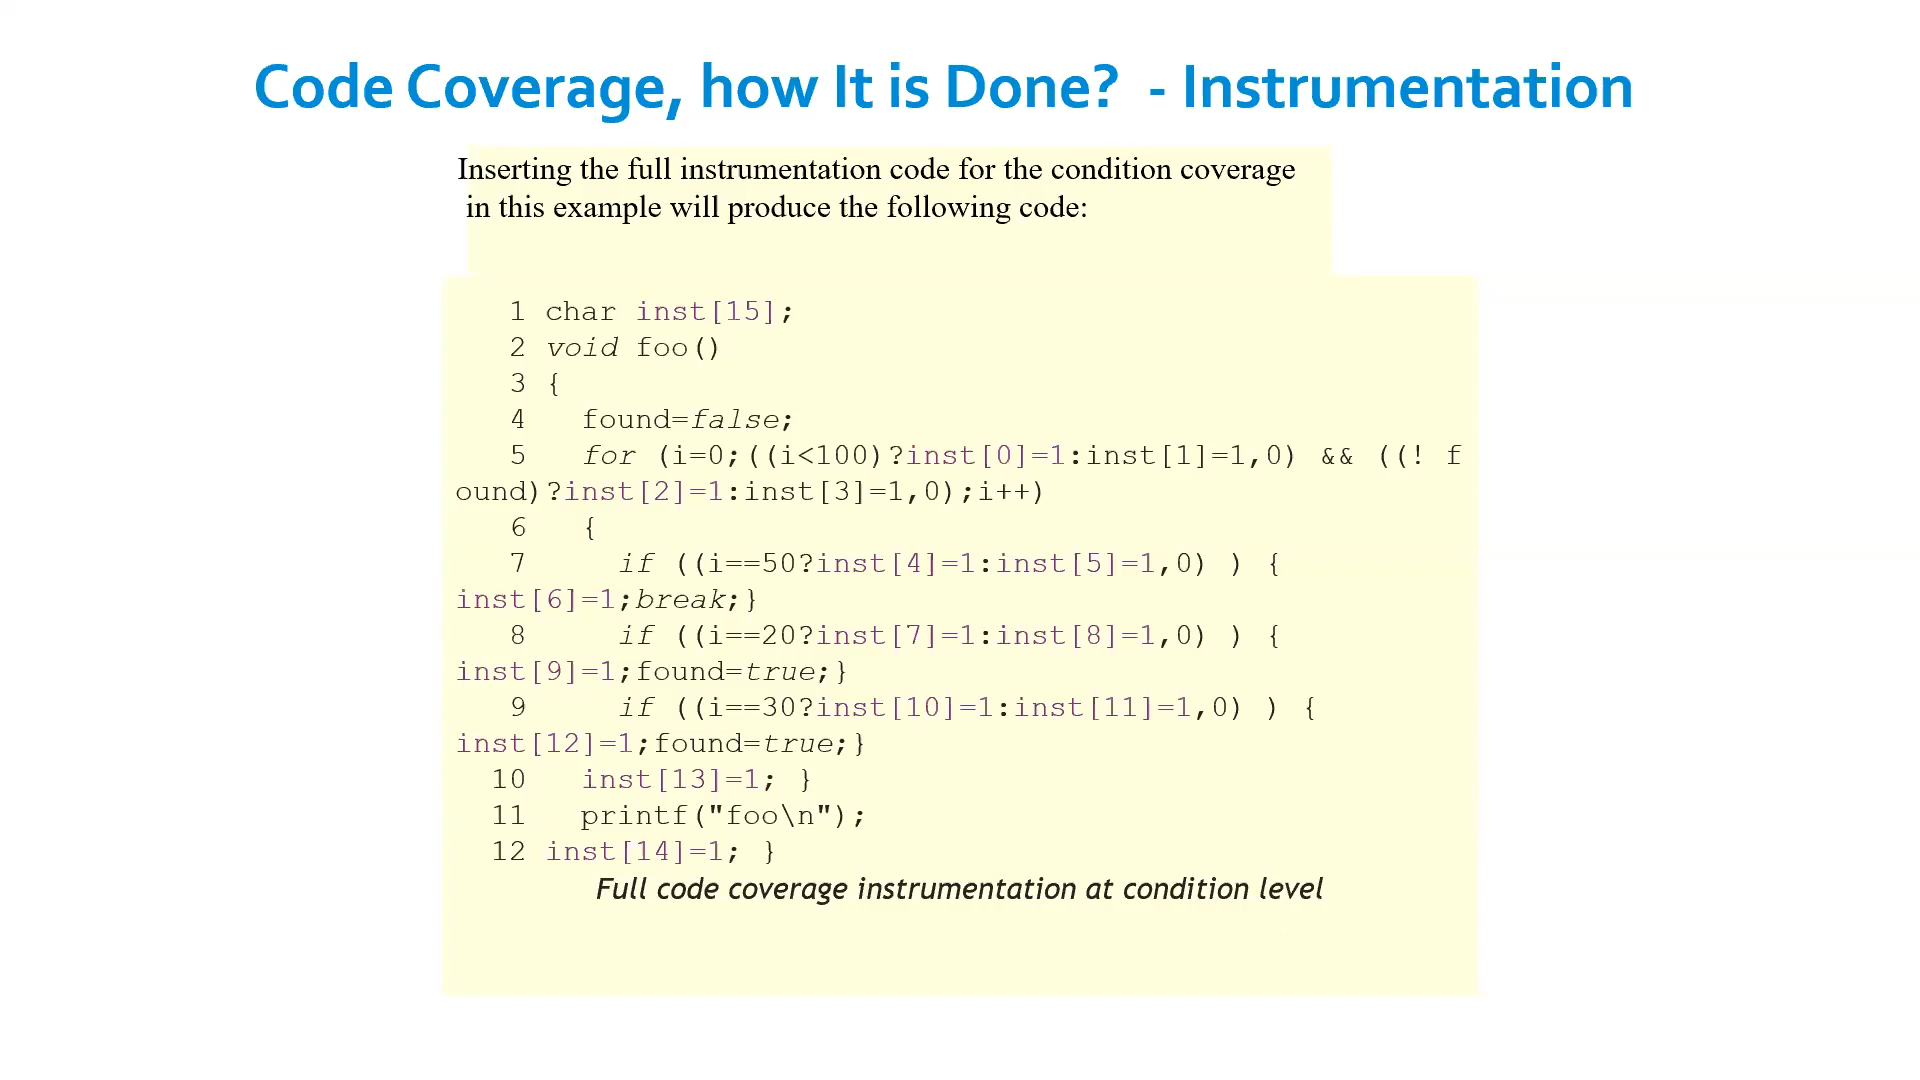 Code Coverage, how It is Done?  - Instrumentation
Inserting the full instrumentation code for the condition coverage
in this example will produce the following code:
1 char inst[15];
2 void foo()
3 {
4   found=false;
5   for (i=0;((i<100)?inst[0]=1:inst[1]=1,0) && ((! f
ound)?inst[2]=1:inst[3]=1,0);i++)
6   {
7     if ((i==50?inst[4]=1:inst[5]=1,0) ) {
inst[6]=1;break;}
8     if ((i==20?inst[7]=1:inst[8]=1,0) ) {
inst[9]=1;found=true;}
9     if ((i==30?inst[10]=1:inst[11]=1,0) ) {
inst[12]=1;found=true;}
10   inst[13]=1; }
11   printf("foo\n");
12 inst[14]=1; }
Full code coverage instrumentation at condition level